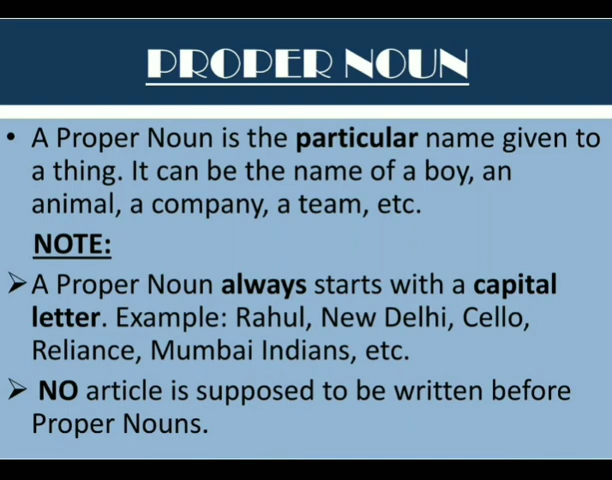 PROPER NOUN
• A Proper Noun is the particular name given to
a thing. It can be the name of a boy, an
animal, a company, a team, etc.
NOTE:
➢ A Proper Noun always starts with a capital
letter. Example: Rahul, New Delhi, Cello,
Reliance, Mumbai Indians, etc.
➢ NO article is supposed to be written before
Proper Nouns.